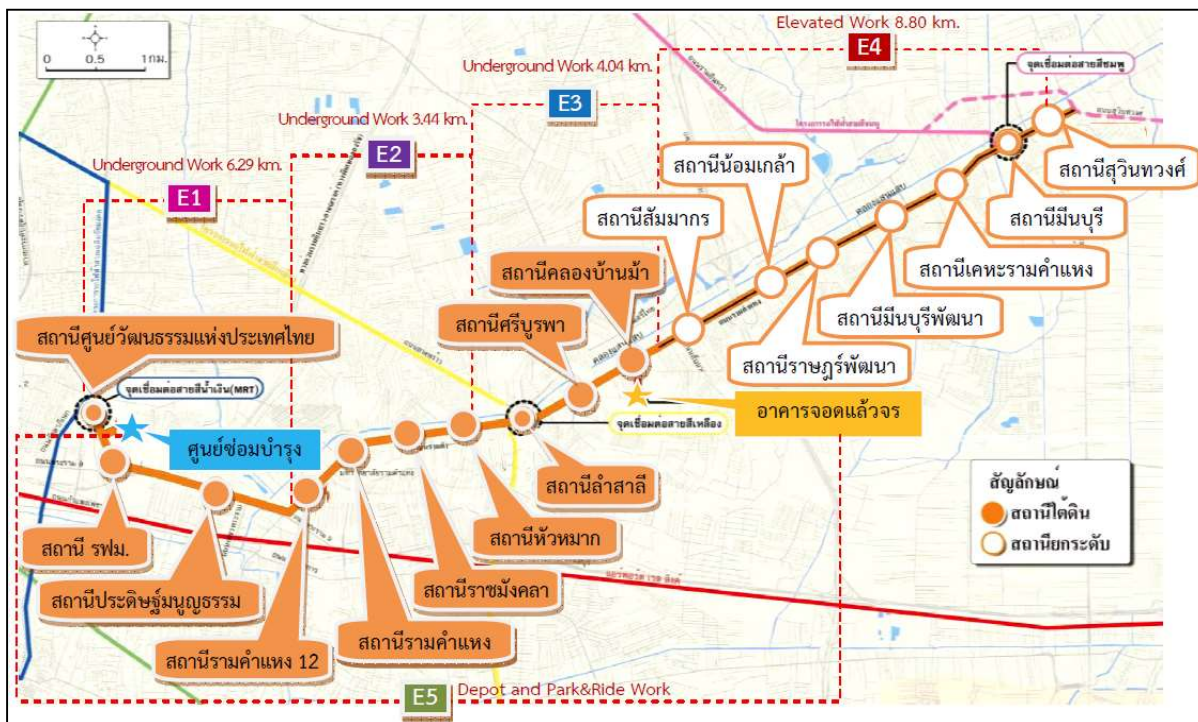 Elevated Work 8.80 km.
E4
0 0.5 1กม.
จุดเชื่อมต่อสายสีชมพู
Underground Work 4.04 km.
E3
Underground Work 3.44 km.
E2
Underground Work 6.29 km.
E1
สถานีน้อมเกล้า
สถานีสุวินทวงศ์
สถานีสัมมากร
สถานีมีนบุรี
สถานีคลองบ้านม้า
สถานีเคหะรามคำแหง
สถานีศรีบูรพา
สถานีมีนบุรีพัฒนา
สถานีศูนย์วัฒนธรรมแห่งประเทศไทย
สถานีราษฎร์พัฒนา
จุดเชื่อมต่อสายสีน้ำเงิน(MRT)
อาคารจอดแล้วจร
จุดเชื่อมต่อสายสีเหลือง
ศูนย์ซ่อมบำรุง
สถานีลำสาลี
สัญลักษณ์
สถานีใต้ดิน
สถานียกระดับ
สถานี รฟม.
สถานีหัวหมาก
สถานีประดิษฐ์มนูญธรรม
สถานีราชมังคลา
สถานีรามคำแหง
สถานีรามคำแหง 12
E5
Depot and Park&Ride Work